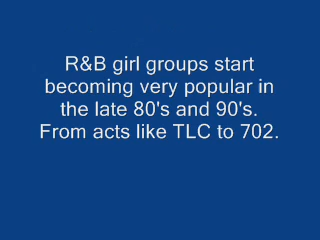 R&B girl groups start
becoming very popular in
the late 80's and 90's.
From acts like TLC to 702.